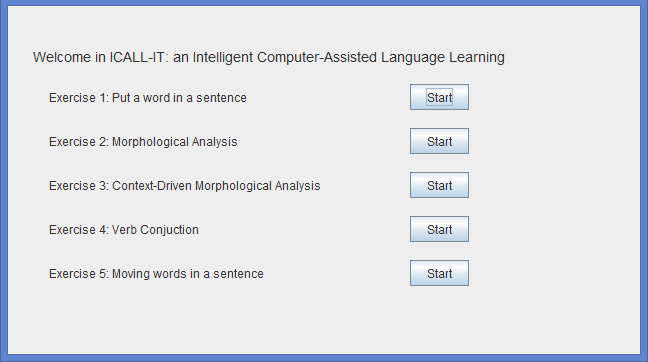 Welcome in ICALL-IT: an Intelligent Computer-Assisted Language Learning
Exercise 1: Put a word in a sentence Start
Exercise 2: Morphological Analysis Start
Exercise 3: Context-Driven Morphological Analysis Start
Exercise 4: Verb Conjuction Start
Exercise 5: Moving words in a sentence Start